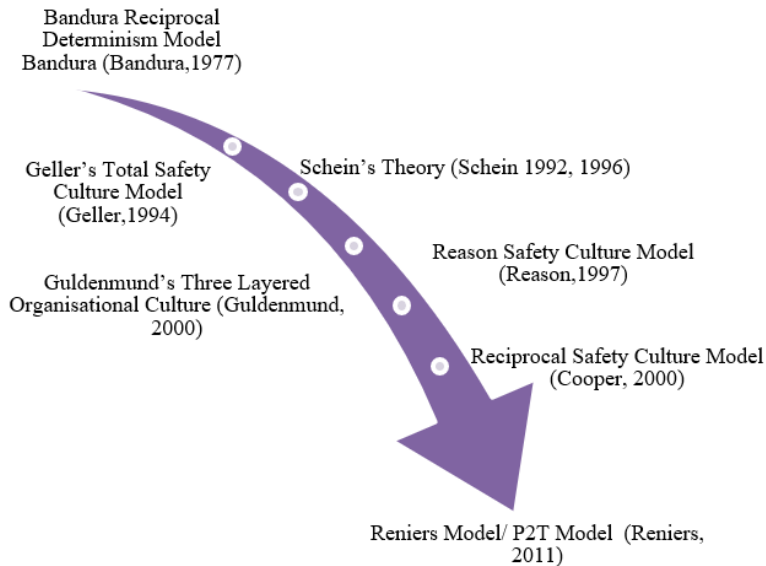 Bandura Reciprocal
Determinism Model
Bandura (Bandura,1977)
Geller’s Total Safety
Culture Model
(Geller,1994)
Schein’s Theory (Schein 1992, 1996)
Reason Safety Culture Model
(Reason,1997)
Guldenmund’s Three Layered
Organisational Culture (Guldenmund,
2000)
Reciprocal Safety Culture Model
(Cooper, 2000)
Reniers Model/ P2T Model (Reniers,
2011)